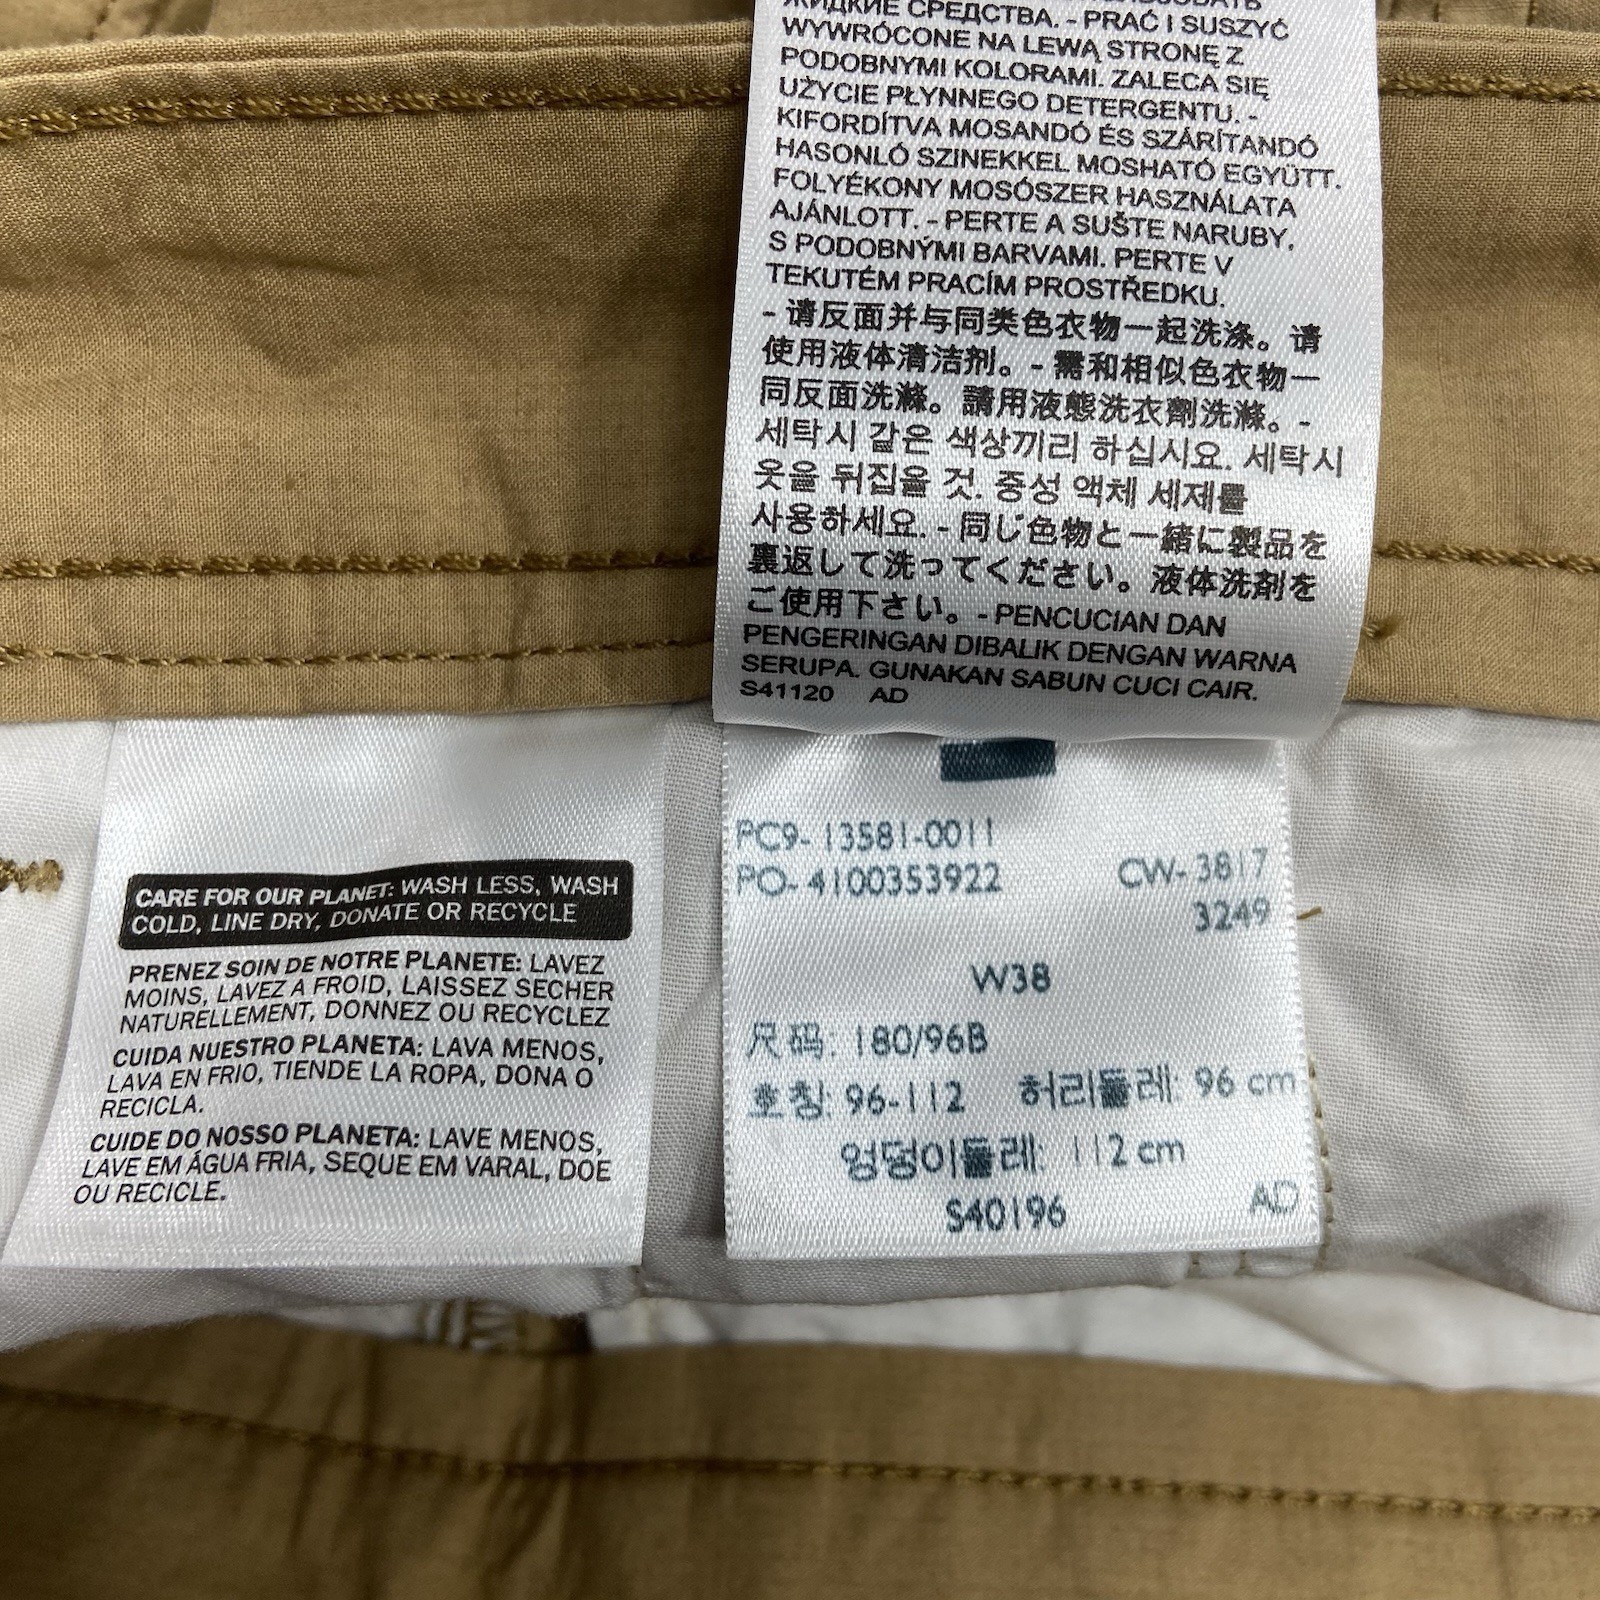 ЖИДКИЕ СРЕДСТВА. - PRAĆ I SUSZYĆ
WYWRÓCONE NA LEWĄ STRONĘ Z
PODOBNYMI KOLORAMI. ZALECA SIĘ
UŻYCIE PŁYNNEGO DETERGENTU. -
KIFORDÍTVA MOSANDÓ ÉS SZÁRÍTANDÓ
HASONLÓ SZINEKKEL MOSHATÓ EGYÜTT.
FOLYÉKONY MOSÓSZER HASZNÁLATA
AJÁNLOTT. - PERTE A SUŠTE NARUBY,
S PODOBNÝMI BARVAMI. PERTE V
TEKUTÉM PRACÍM PROSTŘEDKU.
- 请反面并与同类色衣物一起洗涤。请
使用液体清洁剂。- 需和相似色衣物一
同反面洗滌。請用液態洗衣劑洗滌。-
세탁시 같은 색상끼리 하십시요. 세탁시
옷을 뒤집을 것. 중성 액체 세제를
사용하세요. - 同じ色物と一緒に製品を
裏返して洗ってください。液体洗剤を
ご使用下さい。- PENCUCIAN DAN
PENGERINGAN DIBALIK DENGAN WARNA
SERUPA. GUNAKAN SABUN CUCI CAIR.
S41120 AD
CARE FOR OUR PLANET: WASH LESS, WASH
COLD, LINE DRY, DONATE OR RECYCLE
PRENEZ SOIN DE NOTRE PLANETE: LAVEZ
MOINS, LAVEZ A FROID, LAISSEZ SECHER
NATURELLEMENT, DONNEZ OU RECYCLEZ
CUIDA NUESTRO PLANETA: LAVA MENOS,
LAVA EN FRIO, TIENDE LA ROPA, DONA O
RECICLA.
CUIDE DO NOSSO PLANETA: LAVE MENOS,
LAVE EM ÁGUA FRIA, SEQUE EM VARAL, DOE
OU RECICLE.
PC9- 13581-0011
PO- 4100353922 CW- 3817
3249
W38
尺码: 180/96B
호칭: 96-112 허리둘레: 96 cm
엉덩이둘레: 112 cm
S40196 AD